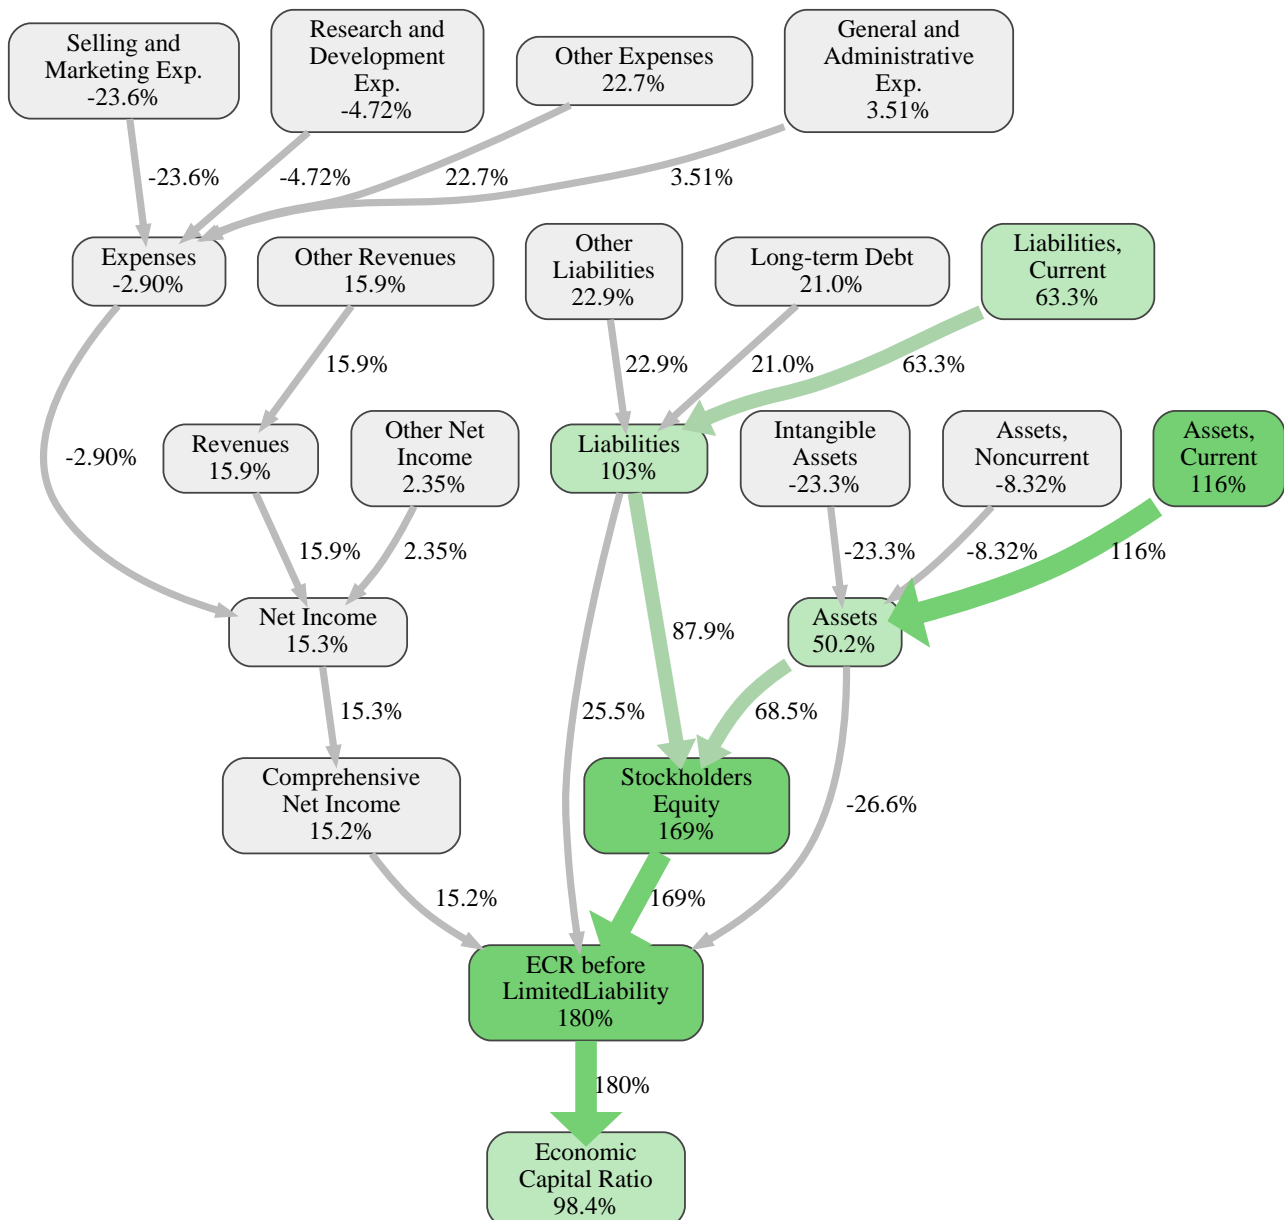 Selling and
Marketing Exp.
-23.6%
Research and
Development
Exp.
-4.72%
Other Expenses
22.7%
General and
Administrative
Exp.
3.51%
-23.6%
-4.72%
22.7%
3.51%
Expenses
-2.90%
Other Revenues
15.9%
Other
Liabilities
22.9%
Long-term Debt
21.0%
Liabilities,
Current
63.3%
15.9%
22.9%
21.0%
63.3%
-2.90%
Revenues
15.9%
Other Net
Income
2.35%
Liabilities
103%
Intangible
Assets
-23.3%
Assets,
Noncurrent
-8.32%
Assets,
Current
116%
15.9%
2.35%
-23.3%
-8.32%
116%
Net Income
15.3%
87.9%
Assets
50.2%
15.3%
25.5%
68.5%
Comprehensive
Net Income
15.2%
Stockholders
Equity
169%
-26.6%
15.2%
169%
ECR before
LimitedLiability
180%
180%
Economic
Capital Ratio
98.4%